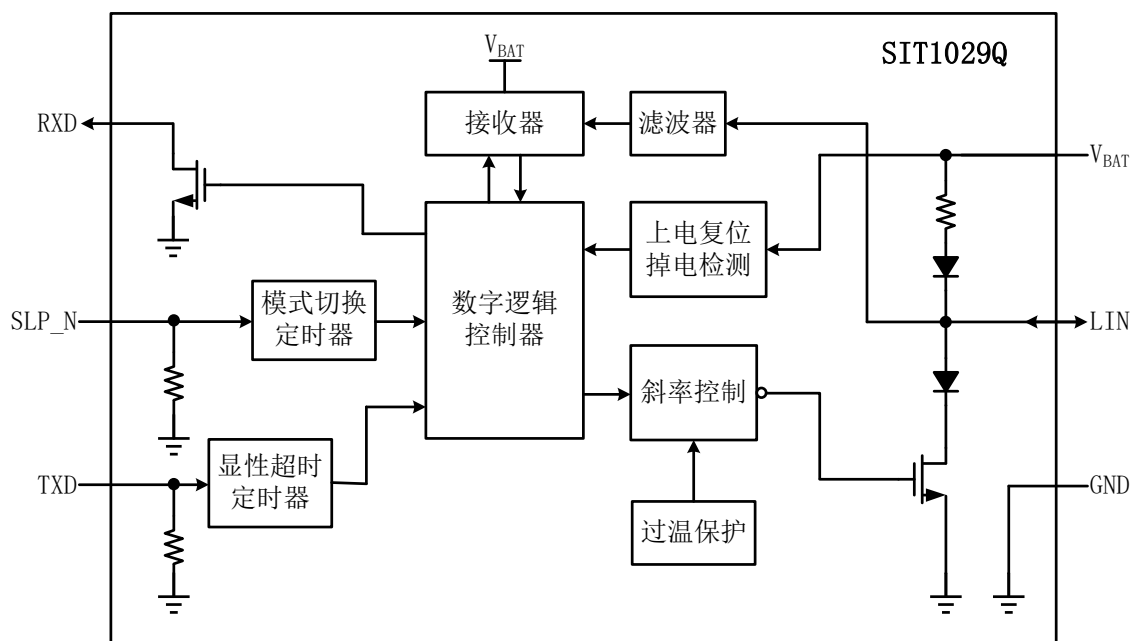 SIT1029Q
V_BAT
RXD
接收器
滤波器
V_BAT
上电复位
掉电检测
模式切换
定时器
数字逻辑
控制器
SLP_N
LIN
斜率控制
显性超时
定时器
TXD
GND
过温保护